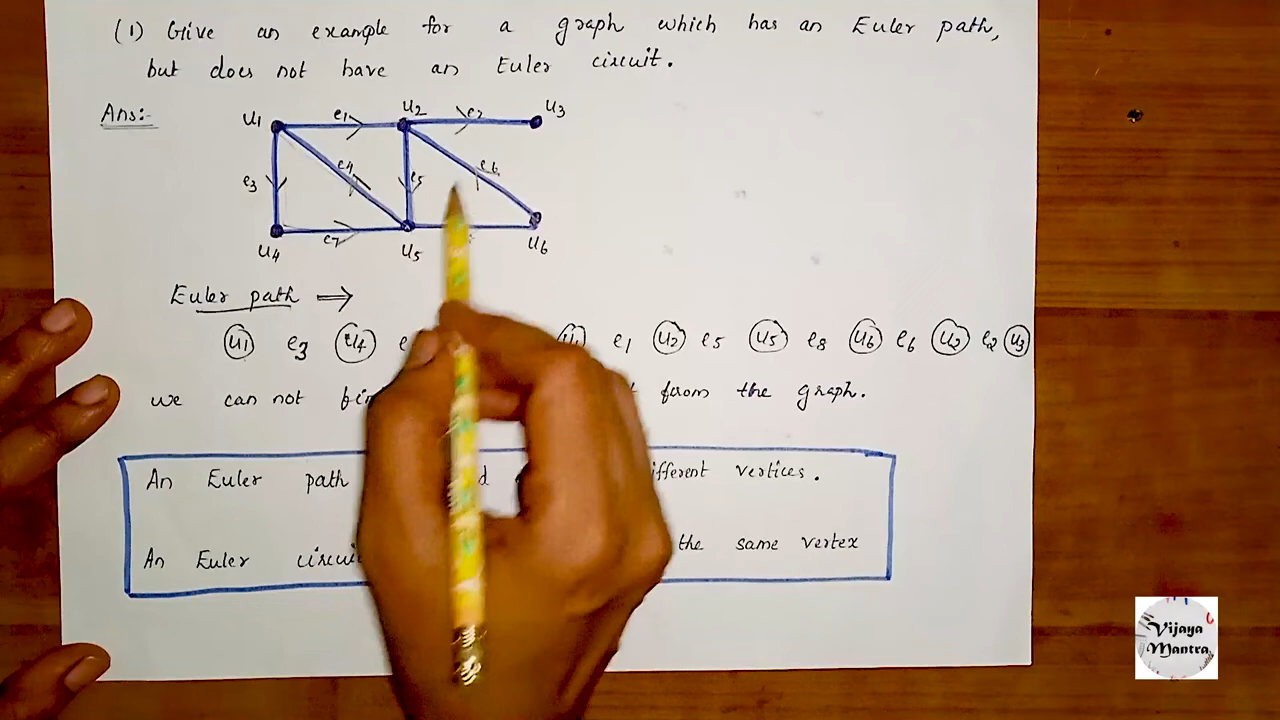 (1) Give an example for a graph which has an Euler path,
but does not have an Euler circuit.
Ans:-
u1 e1 u2 e2 u3
e3 e4 e5 e6
u4 e7 u5 u6
Euler path ⇒
u1 e3 u4 e1 u2 e5 u5 e8 u6 e6 u2 e2 u3
we can not from the graph.
An Euler path different vertices.
An Euler circuit the same vertex
Vijaya
Mantra